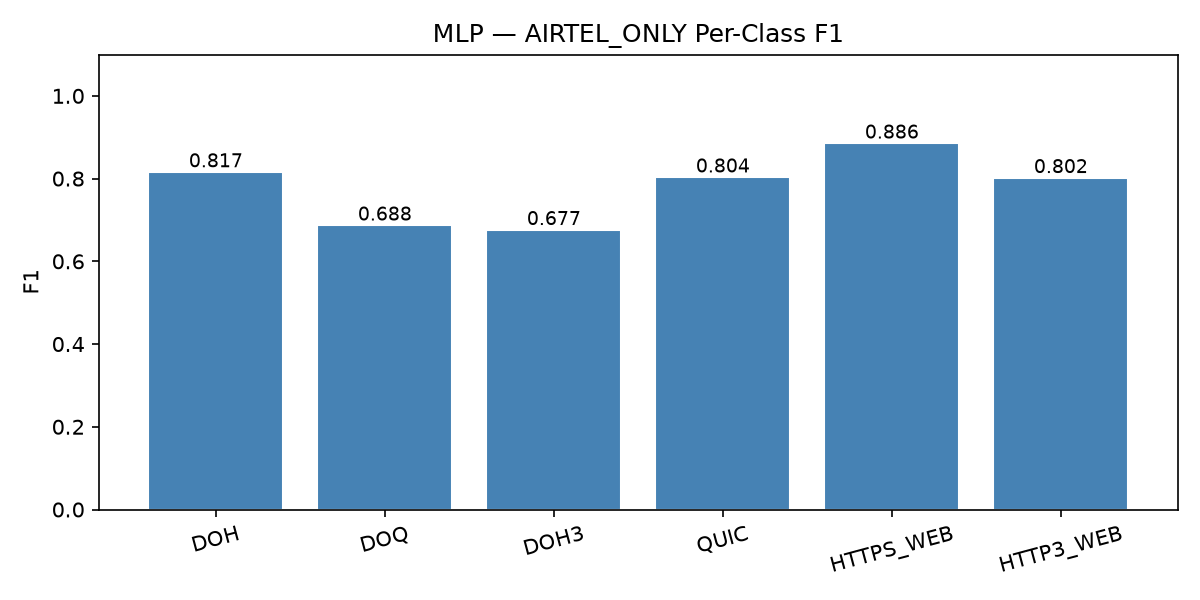 MLP — AIRTEL_ONLY Per-Class F1
F1
1.0
0.8
0.6
0.4
0.2
0.0
0.817
0.688
0.677
0.804
0.886
0.802
DOH
DOQ
DOH3
QUIC
HTTPS_WEB
HTTP3_WEB